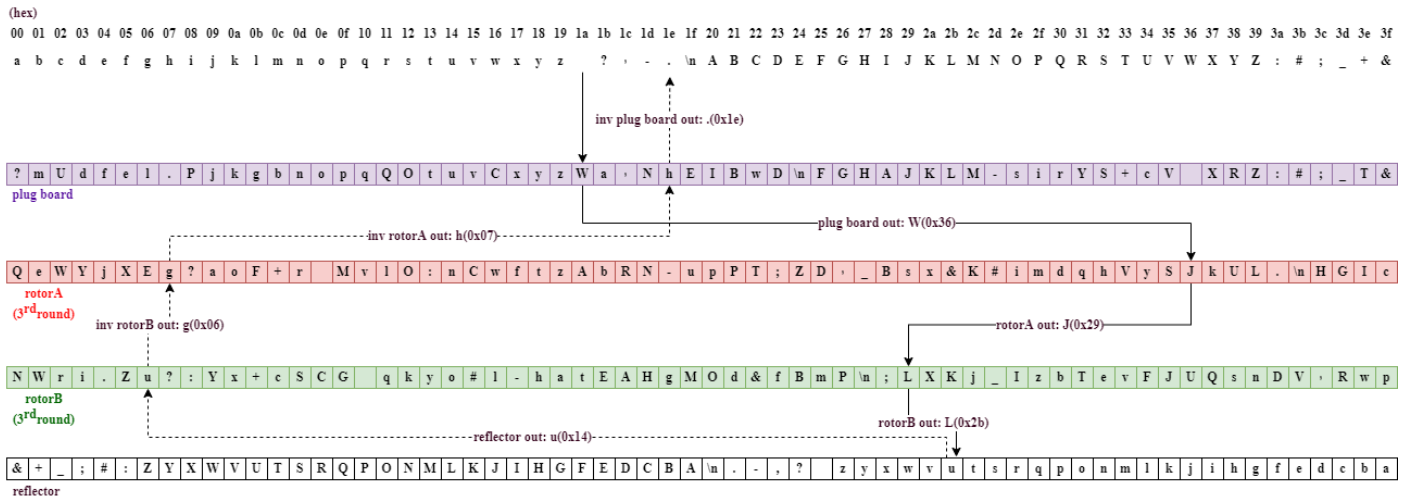 (hex)
00 01 02 03 04 05 06 07 08 09 0a 0b 0c 0d 0e 0f 10 11 12 13 14 15 16 17 18 19 1a 1b 1c 1d 1e 1f 20 21 22 23 24 25 26 27 28 29 2a 2b 2c 2d 2e 2f 30 31 32 33 34 35 36 37 38 39 3a 3b 3c 3d 3e 3f
a b c d e f g h i j k l m n o p q r s t u v w x y z ? , - . \n A B C D E F G H I J K L M N O P Q R S T U V W X Y Z : # ; _ + &
inv plug board out: .(0x1e)
? m U d f e l . P j k g b n o p q Q O t u v C x y z W a , N h E I B w D \n F G H A J K L M - s i r Y S + c V X R Z : # ; _ T &
plug board
plug board out: W(0x36)
inv rotorA out: h(0x07)
Q e W Y j X E g ? a o F + r M v l O : n C w f t z A b R N - u p P T ; Z D , _ B s x & K # i m d q h V y S J k U L . \n H G I c
rotorA
(3rd round)
inv rotorB out: g(0x06)
rotorA out: J(0x29)
N W r i . Z u ? : Y x + c S C G q k y o # l - h a t E A H g M O d & f B m P \n ; L X K j _ I z b T e v F J U Q s n D V , R w p
rotorB
(3rd round)
rotorB out: L(0x2b)
reflector out: u(0x14)
& + _ ; # : Z Y X W V U T S R Q P O N M L K J I H G F E D C B A \n . - , ? z y x w v u t s r q p o n m l k j i h g f e d c b a
reflector